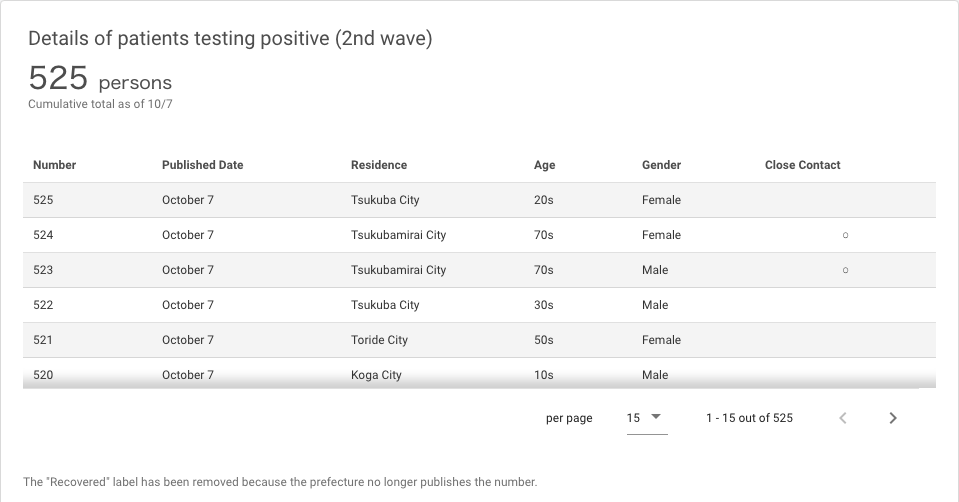 Details of patients testing positive (2nd wave)
525 persons
Cumulative total as of 10/7
Number Published Date Residence Age Gender Close Contact
525 October 7 Tsukuba City 20s Female
524 October 7 Tsukubamirai City 70s Female ○
523 October 7 Tsukubamirai City 70s Male ○
522 October 7 Tsukuba City 30s Male
521 October 7 Toride City 50s Female
520 October 7 Koga City 10s Male
per page 15 1 - 15 out of 525
The "Recovered" label has been removed because the prefecture no longer publishes the number.